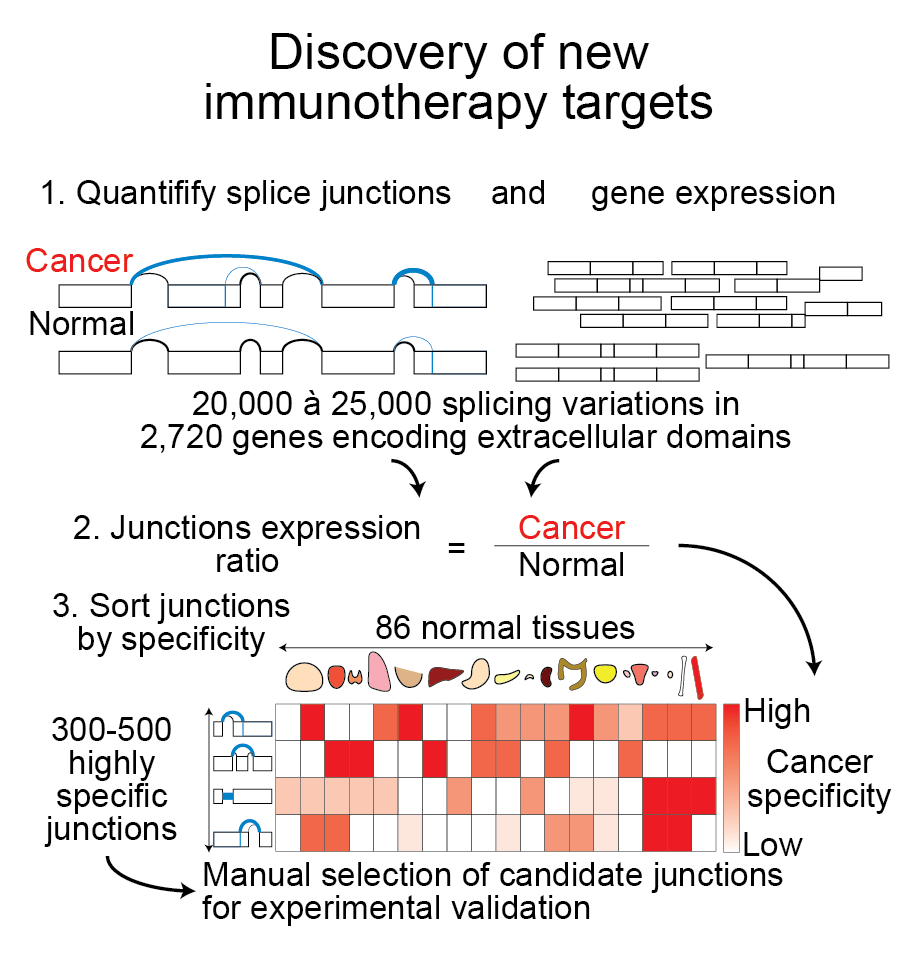 Discovery of new
immunotherapy targets
1. Quantifify splice junctions and gene expression
Cancer
Normal
20,000 à 25,000 splicing variations in
2,720 genes encoding extracellular domains
2. Junctions expression
ratio
=
Cancer
Normal
3. Sort junctions
by specificity
86 normal tissues
300-500
highly
specific
junctions
High
Cancer
specificity
Low
Manual selection of candidate junctions
for experimental validation